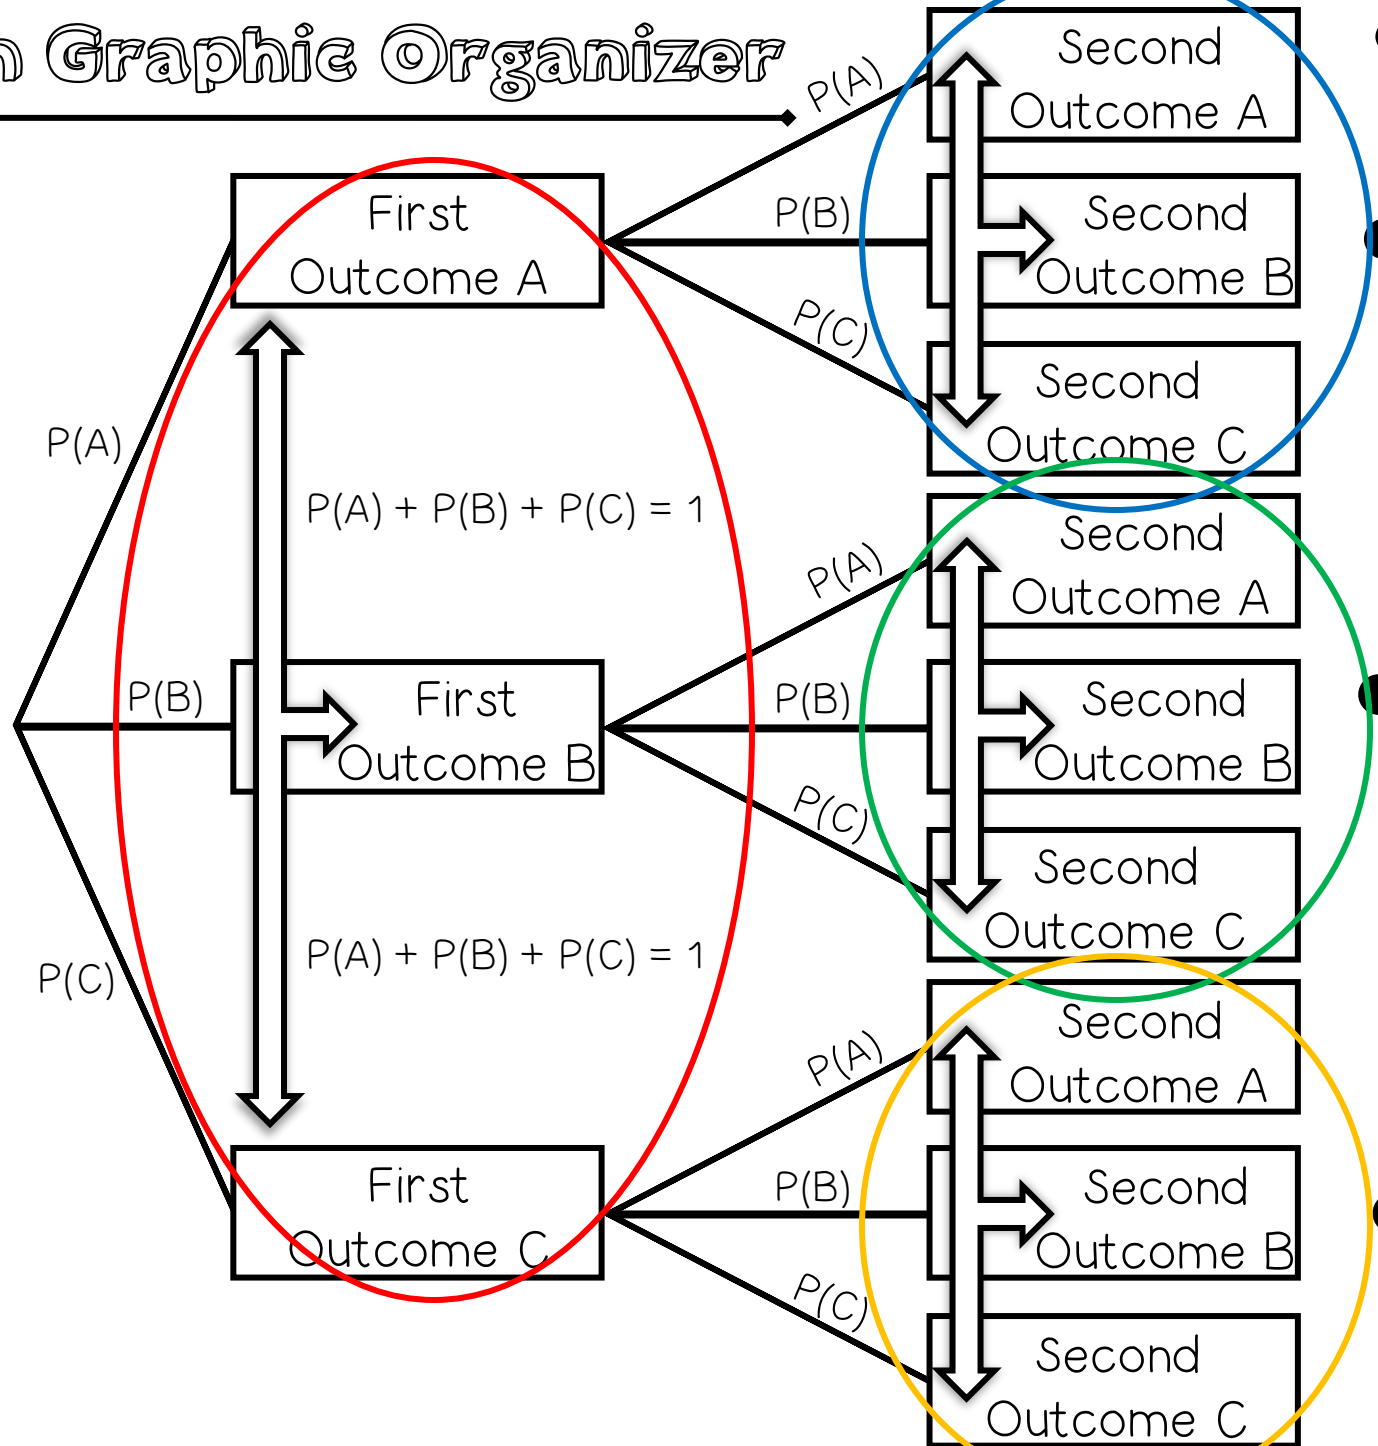 Graphic Organizer
P(A)
P(B)
P(C)
First
Outcome A
P(A) + P(B) + P(C) = 1
First
Outcome B
P(A) + P(B) + P(C) = 1
First
Outcome C
P(A)
P(B)
P(C)
Second
Outcome A
Second
Outcome B
Second
Outcome C
P(A)
P(B)
P(C)
Second
Outcome A
Second
Outcome B
Second
Outcome C
P(A)
P(B)
P(C)
Second
Outcome A
Second
Outcome B
Second
Outcome C